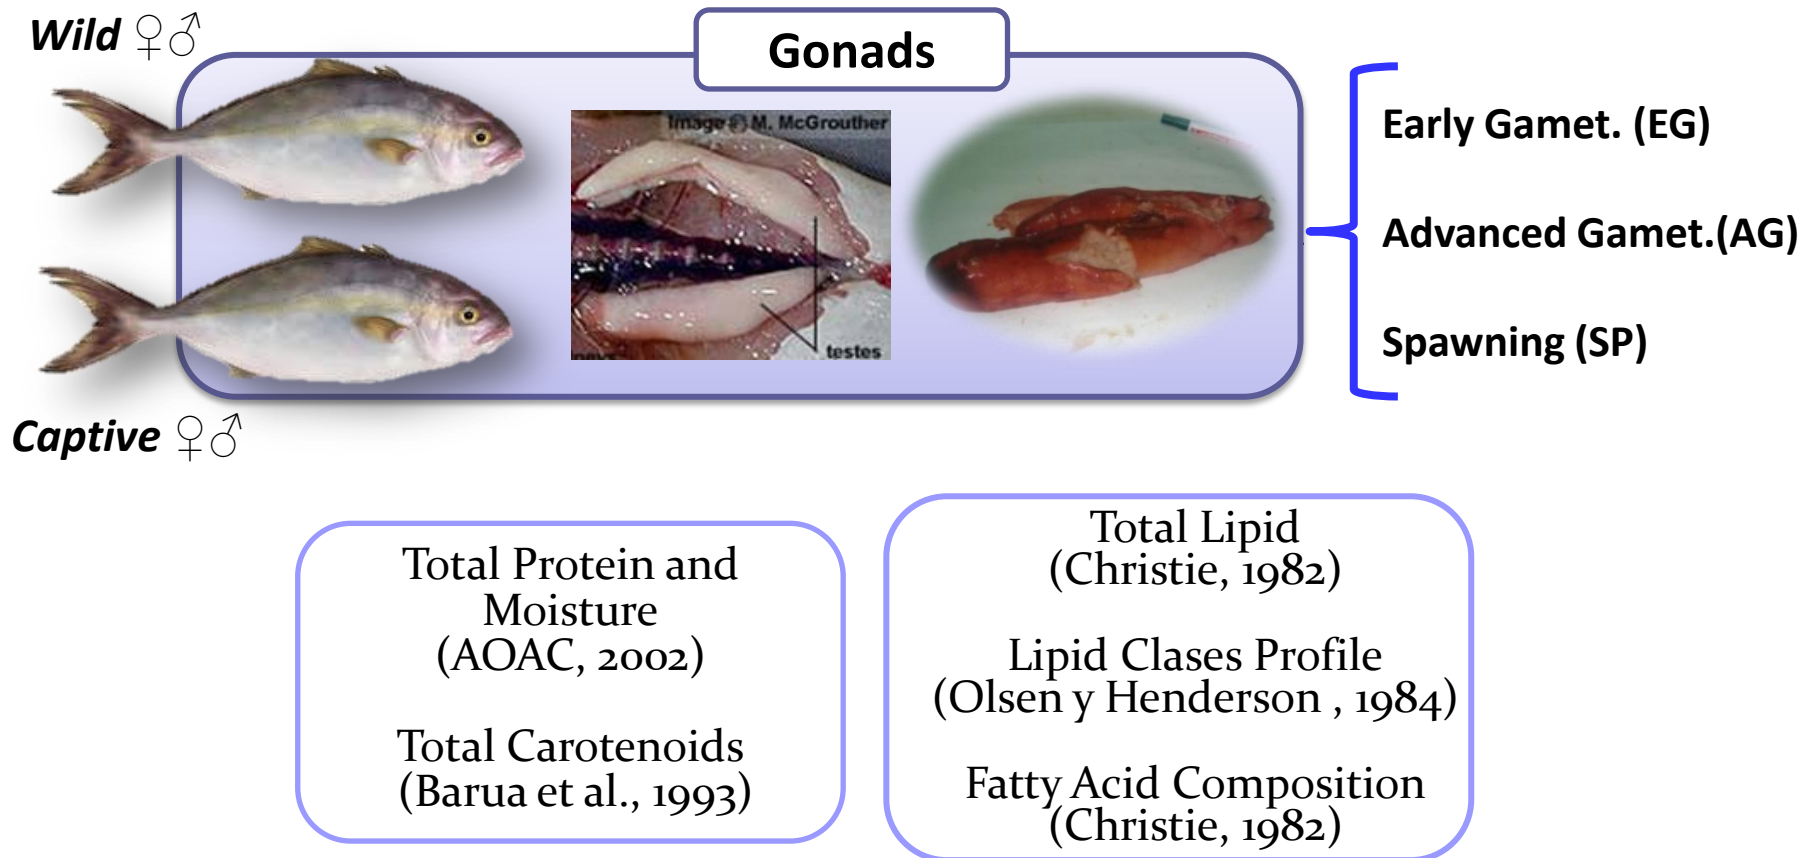 Wild ♀♂
Gonads
Image © M. McGrouther
testes
Early Gamet. (EG)
Advanced Gamet.(AG)
Spawning (SP)
Captive ♀♂
Total Protein and
Moisture
(AOAC, 2002)
Total Carotenoids
(Barua et al., 1993)
Total Lipid
(Christie, 1982)
Lipid Clases Profile
(Olsen y Henderson , 1984)
Fatty Acid Composition
(Christie, 1982)